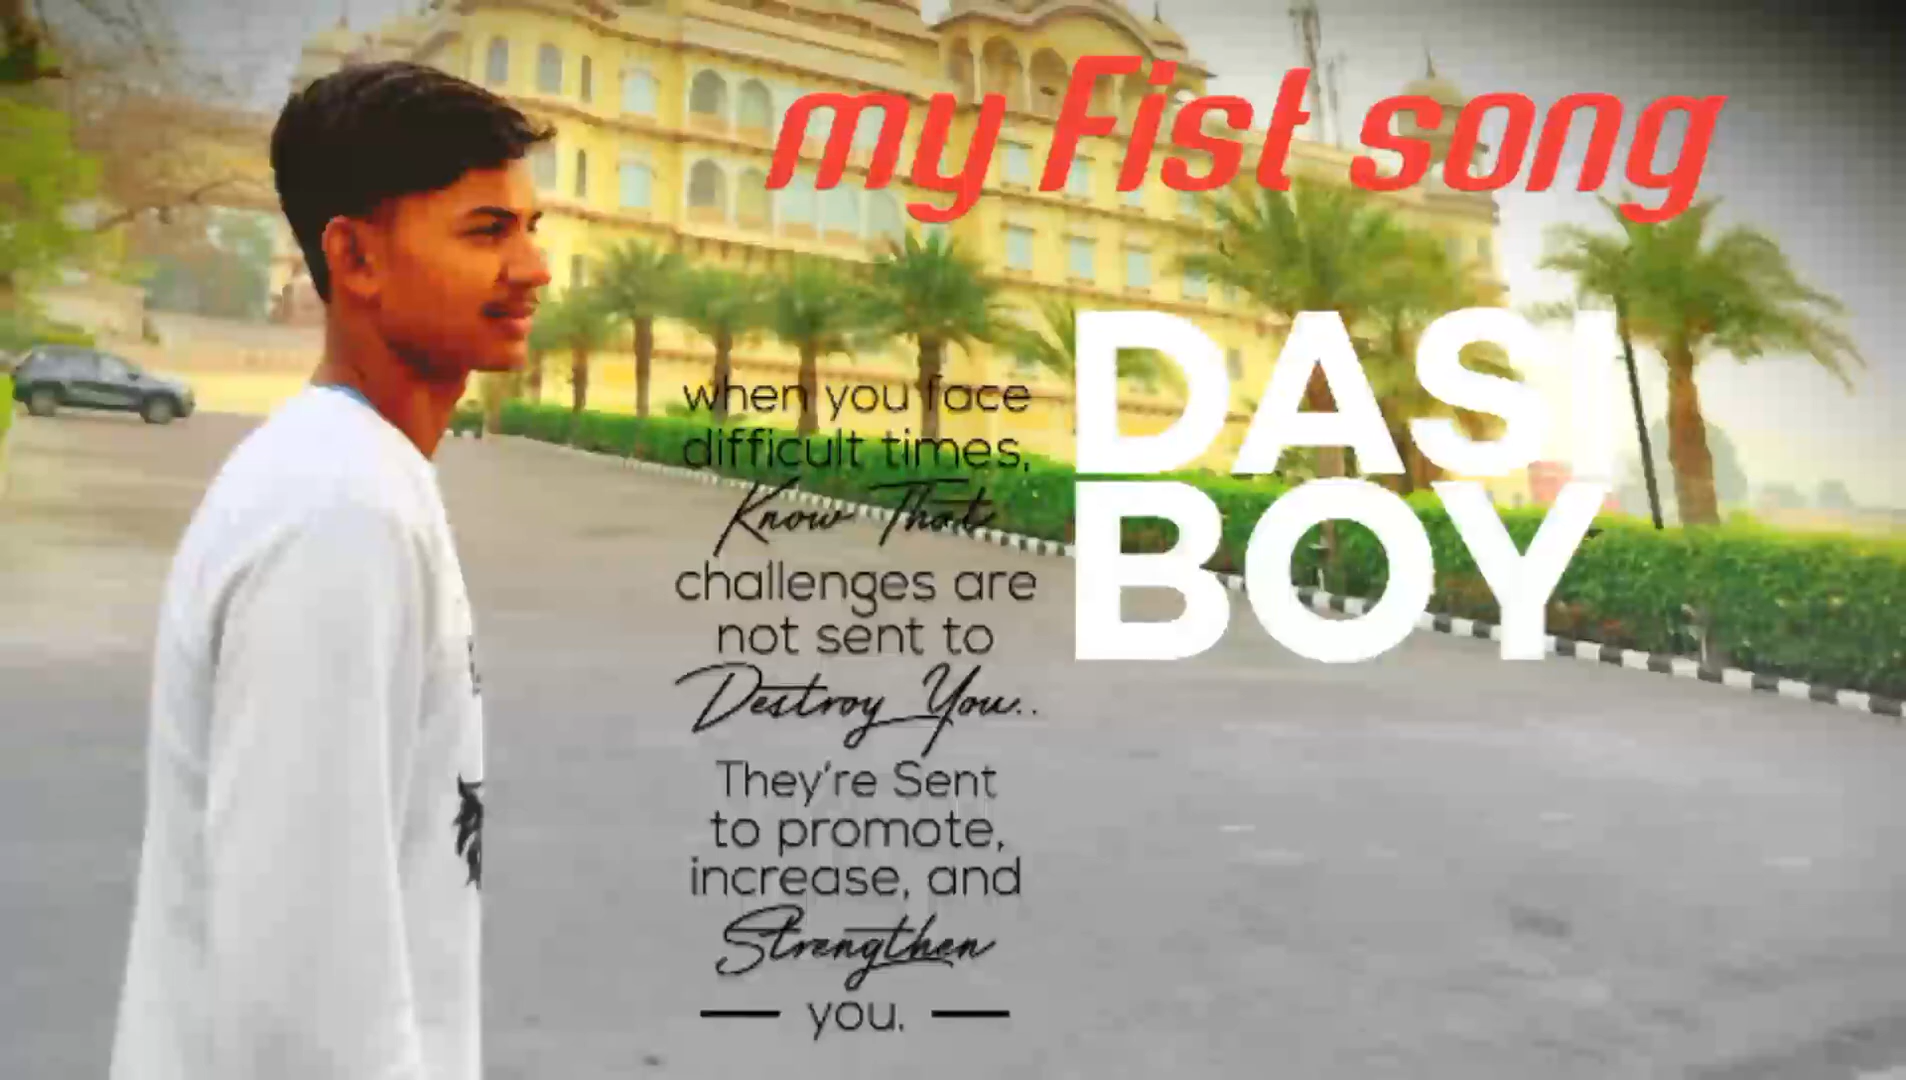 my Fist song
DASI
BOY
when you face
difficult times,
Know That
challenges are
not sent to
Destroy You..
They're Sent
to promote,
increase, and
Strengthen
you.